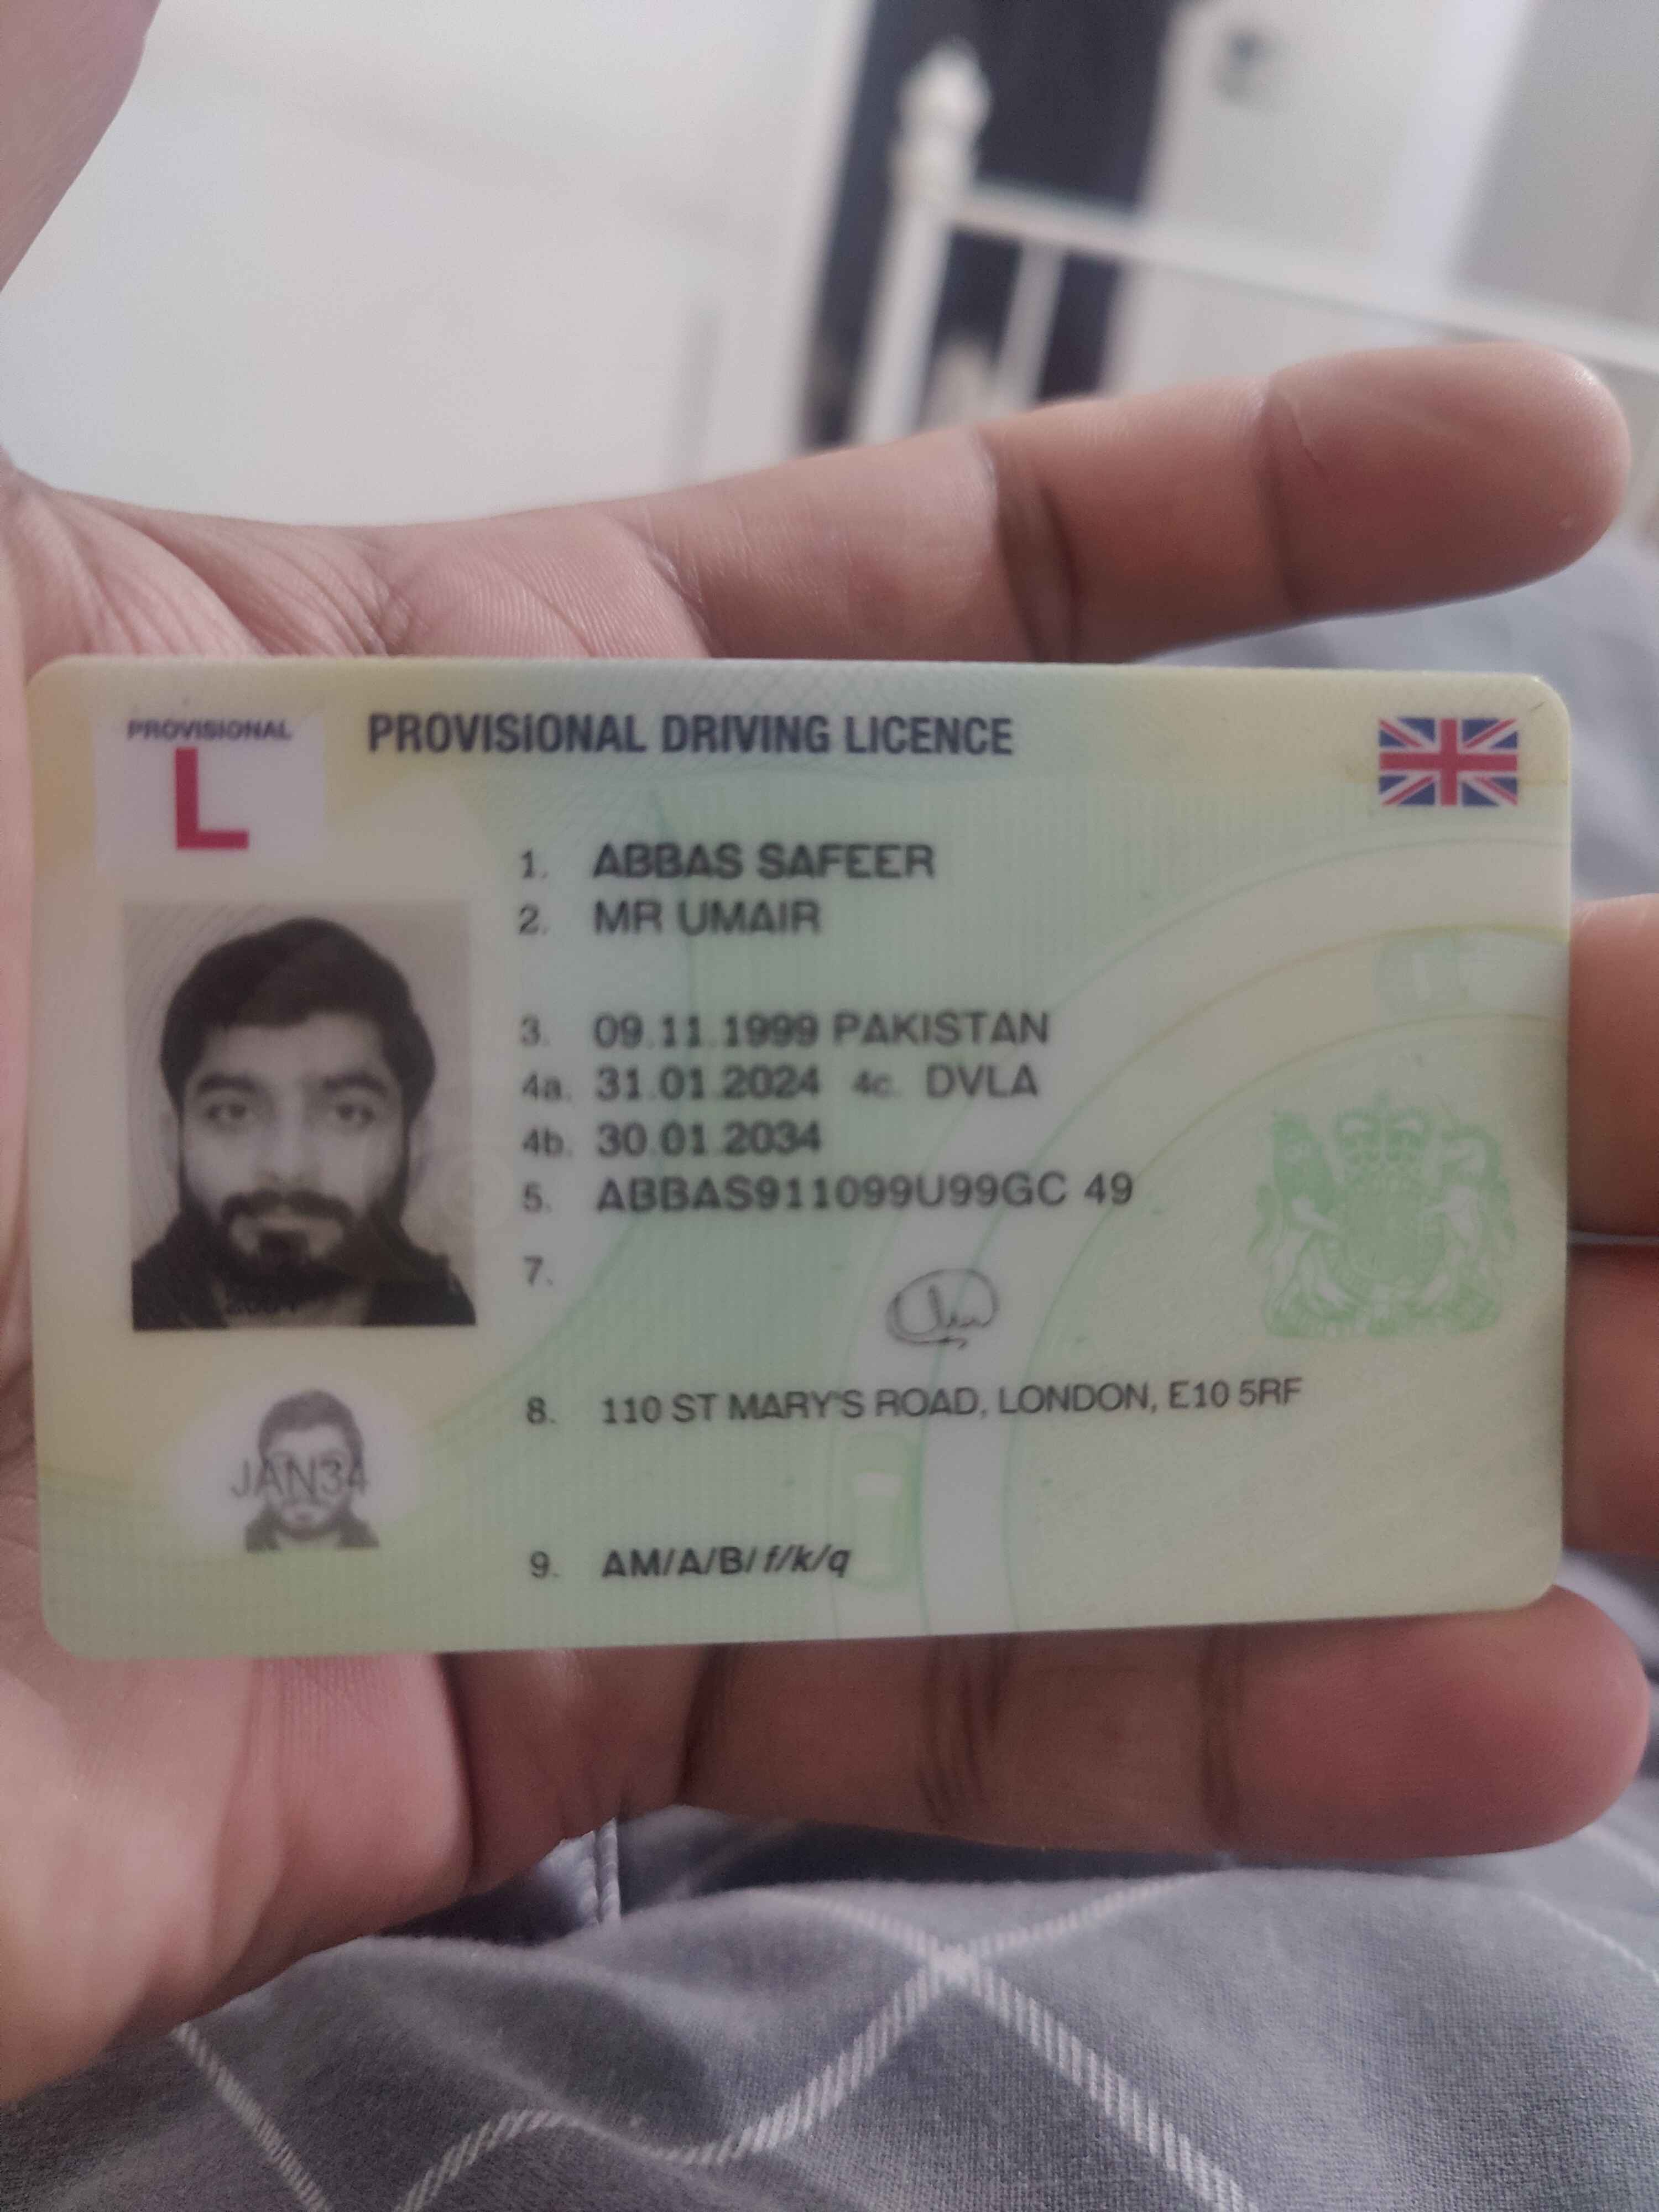 PROVISIONAL
L
PROVISIONAL DRIVING LICENCE
1. ABBAS SAFEER
2. MR UMAIR
3. 09.11.1999 PAKISTAN
4a. 31.01.2024 4c. DVLA
4b. 30.01.2034
5. ABBAS911099U99GC 49
7.
8. 110 ST MARY'S ROAD, LONDON, E10 5RF
JAN34
9. AM/A/B/f/k/q